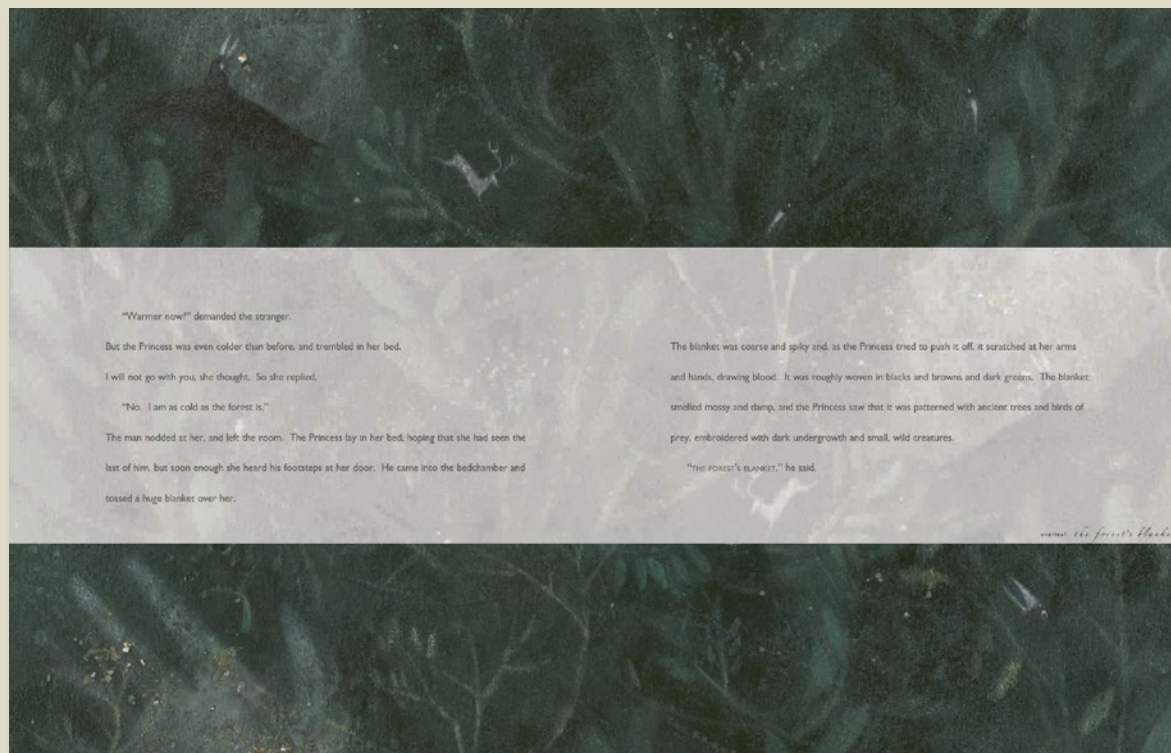 "Warmer now?" demanded the stranger.
But the Princess was even colder than before, and trembled in her bed.
I will not go with you, she thought.  So she replied,
"No.  I am as cold as the forest is."
The man nodded at her, and left the room.  The Princess lay in her bed, hoping that she had seen the
last of him, but soon enough she heard his footsteps at her door.  He came into the bedchamber and
tossed a huge blanket over her.
The blanket was coarse and spiky and, as the Princess tried to push it off, it scratched at her arms
and hands, drawing blood.  It was roughly woven in blacks and browns and dark greens.  The blanket
smelled mossy and damp, and the Princess saw that it was patterned with ancient trees and birds of
prey, embroidered with dark undergrowth and small, wild creatures.
"THE FOREST'S BLANKET," he said.
the forest's